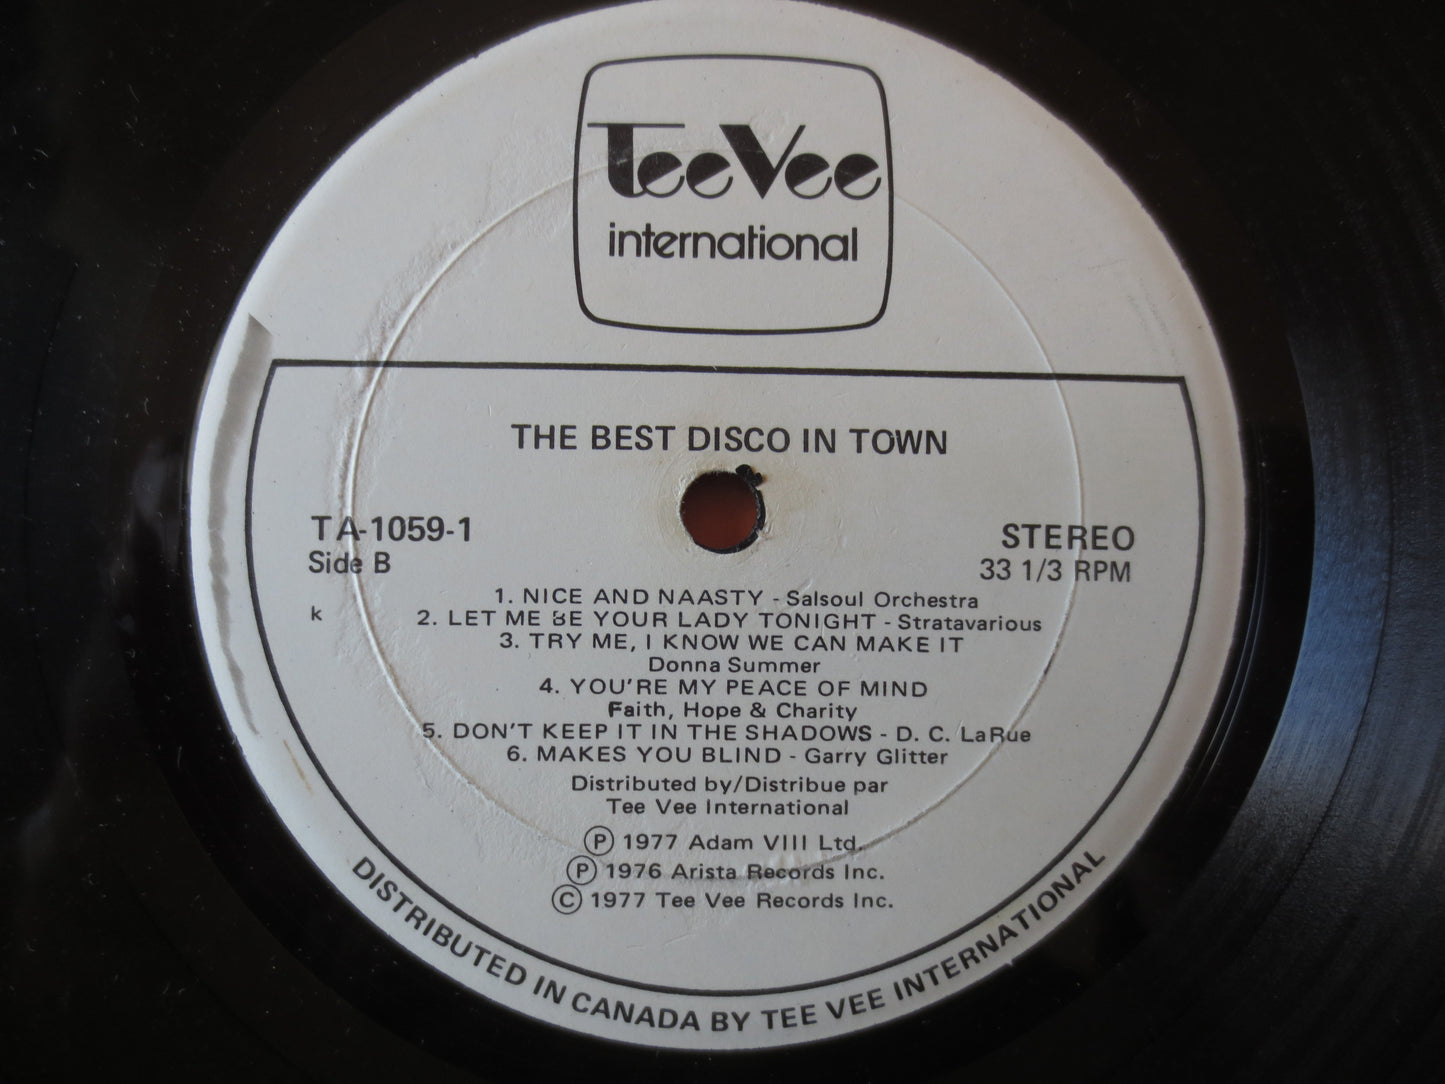 TeeVee
international
THE BEST DISCO IN TOWN
TA-1059-1
Side B
k
STEREO
33 1/3 RPM
1. NICE AND NAASTY - Salsoul Orchestra
2. LET ME BE YOUR LADY TONIGHT - Stratavarious
3. TRY ME, I KNOW WE CAN MAKE IT
Donna Summer
4. YOU'RE MY PEACE OF MIND
Faith, Hope & Charity
5. DON'T KEEP IT IN THE SHADOWS - D. C. LaRue
6. MAKES YOU BLIND - Garry Glitter
Distributed by/Distribue par
Tee Vee International
Ⓟ 1977 Adam VIII Ltd.
Ⓟ 1976 Arista Records Inc.
© 1977 Tee Vee Records Inc.
DISTRIBUTED IN CANADA BY TEE VEE INTERNATIONAL